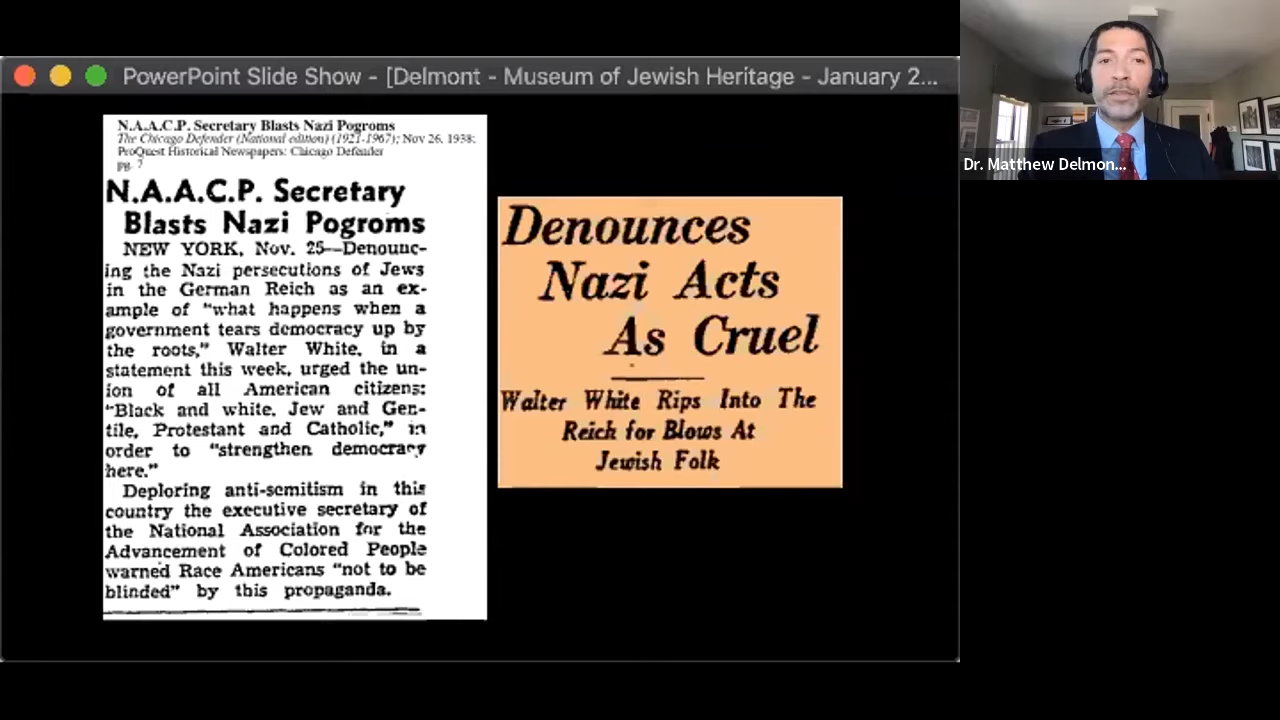 PowerPoint Slide Show - [Delmont - Museum of Jewish Heritage - January 2...
N.A.A.C.P. Secretary Blasts Nazi Pogroms
The Chicago Defender (National edition) (1921-1967); Nov 26, 1938;
ProQuest Historical Newspapers: Chicago Defender
pg. 7
N.A.A.C.P. Secretary
Blasts Nazi Pogroms
NEW YORK, Nov. 25—Denounc-
ing the Nazi persecutions of Jews
in the German Reich as an ex-
ample of "what happens when a
government tears democracy up by
the roots," Walter White, in a
statement this week, urged the un-
ion of all American citizens:
"Black and white, Jew and Gen-
tile, Protestant and Catholic," in
order to "strengthen democracy
here."
Deploring anti-semitism in this
country the executive secretary of
the National Association for the
Advancement of Colored People
warned Race Americans "not to be
blinded" by this propaganda.
Denounces
Nazi Acts
As Cruel
Walter White Rips Into The
Reich for Blows At
Jewish Folk
Dr. Matthew Delmon...